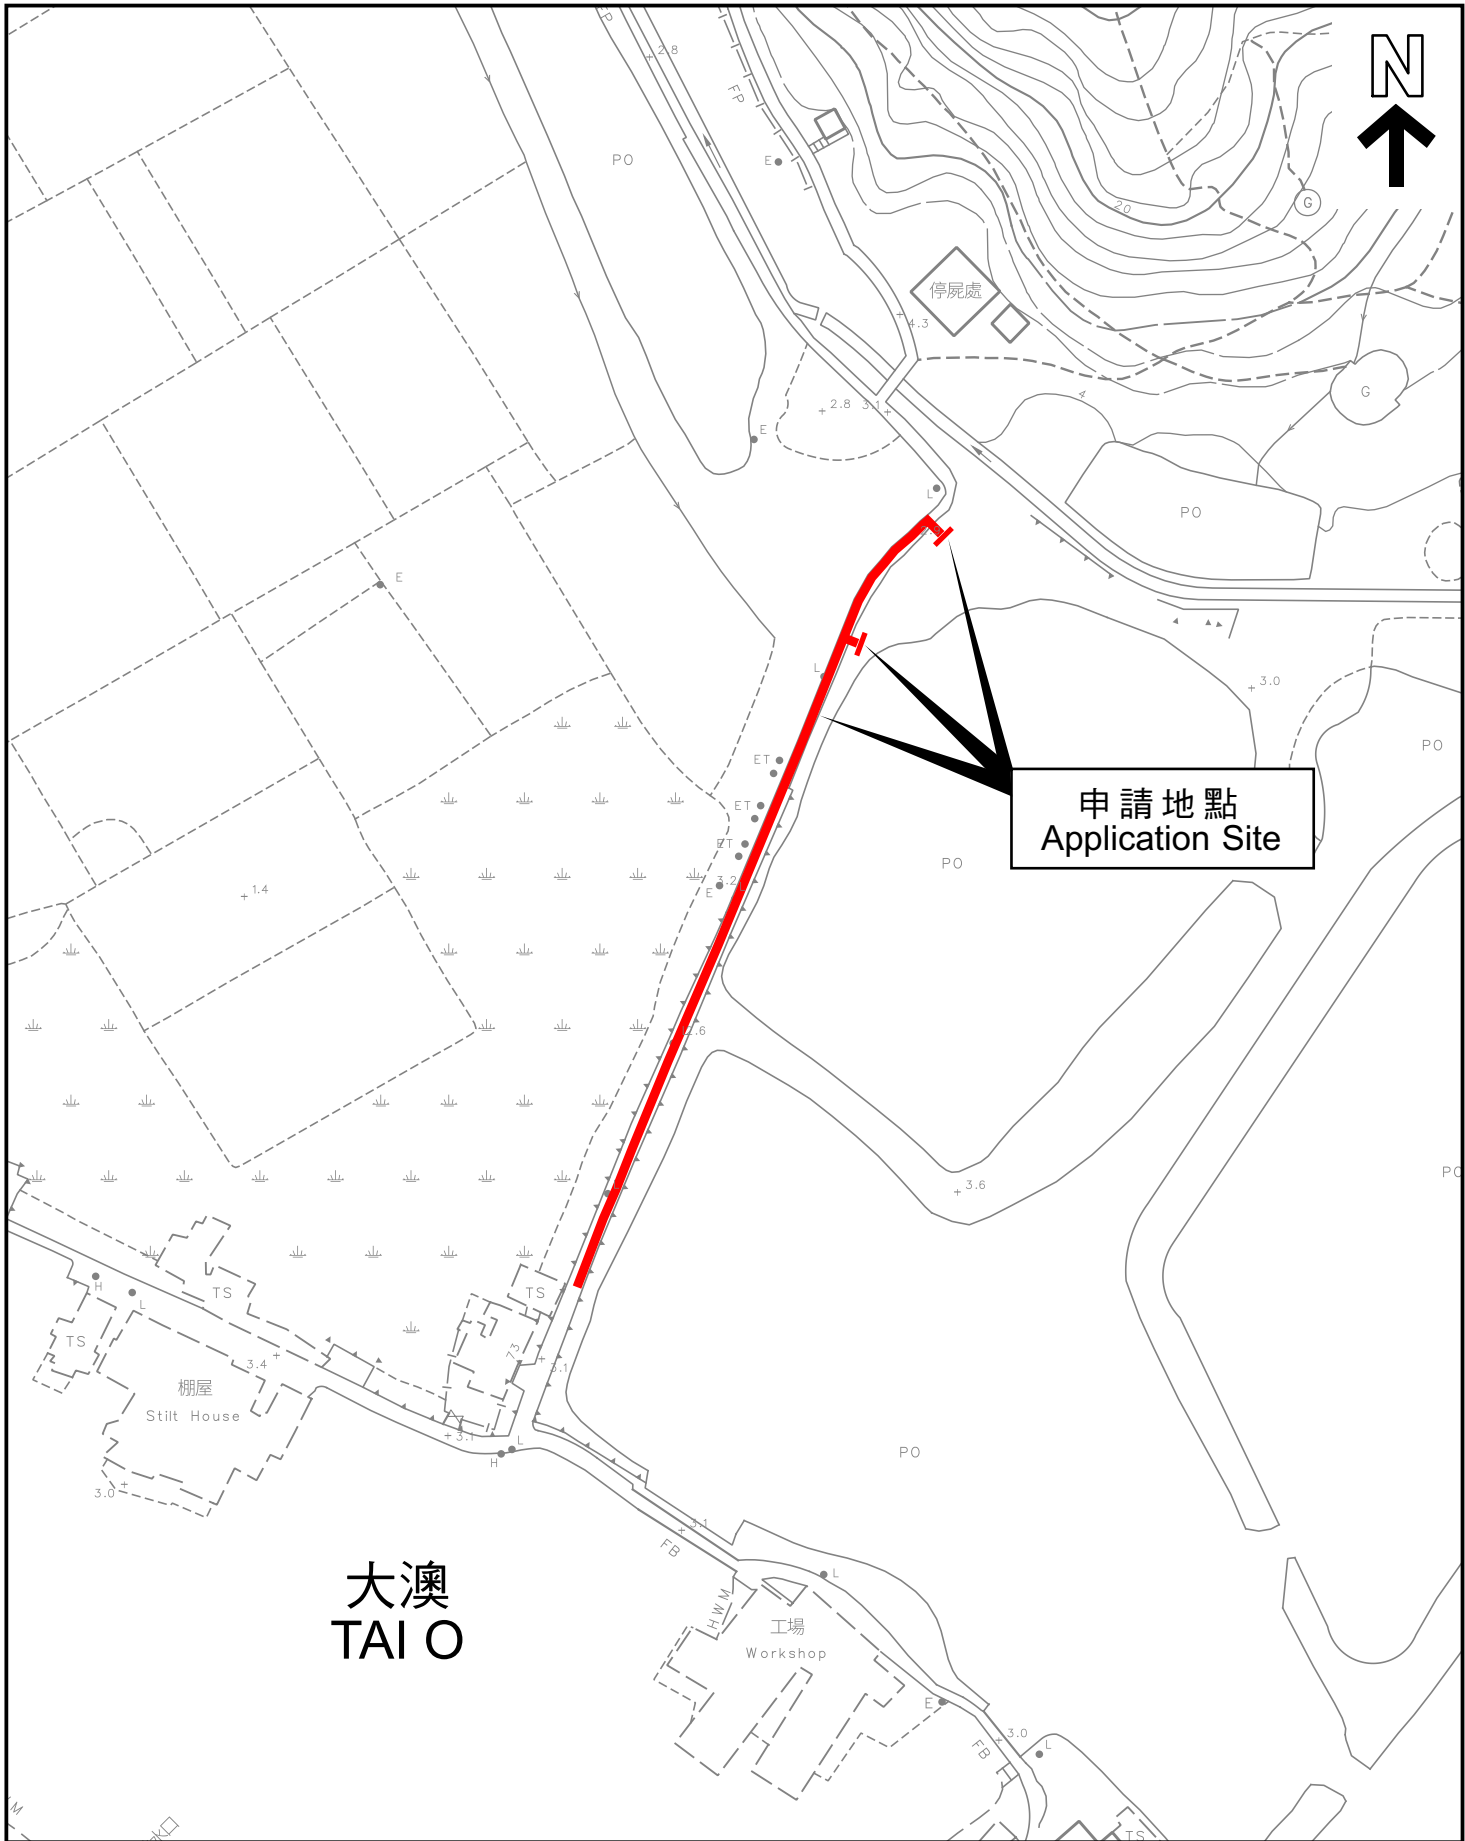 N
2.8
FP
FP
PO
E
20
G
停屍處
4.3
4
G
2.8
3.1
E
L
PO
E
L
3.0
PO
ET
申請地點
Application Site
ET
ET
PO
3.2
E
1.4
2.6
3.6
PO
H
L
TS
TS
TS
3.4
73
3.1
棚屋
Stilt House
3.1
L
H
PO
3.0
3.1
FB
大澳
TAI O
L
HWM
工場
Workshop
E
3.0
FB
L
TS